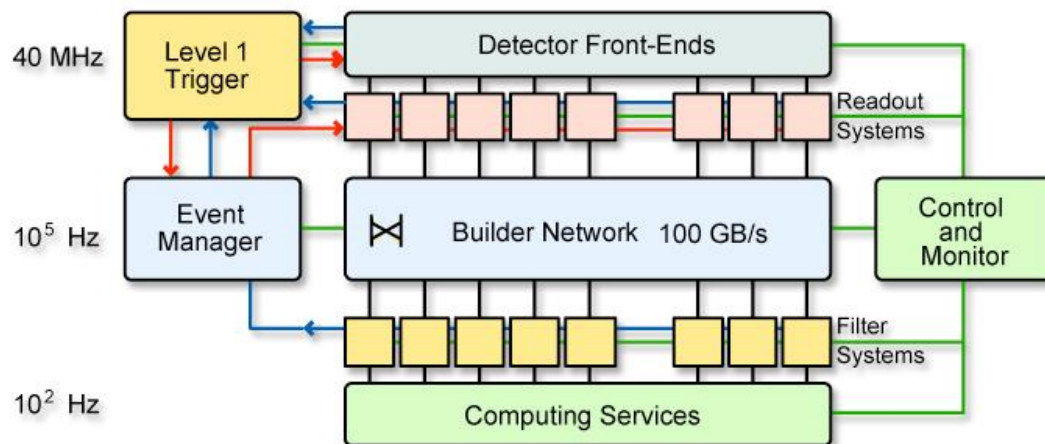 40 MHz
Level 1
Trigger
Detector Front-Ends
Readout
Systems
10⁵ Hz
Event
Manager
Builder Network 100 GB/s
Control
and
Monitor
Filter
Systems
10² Hz
Computing Services